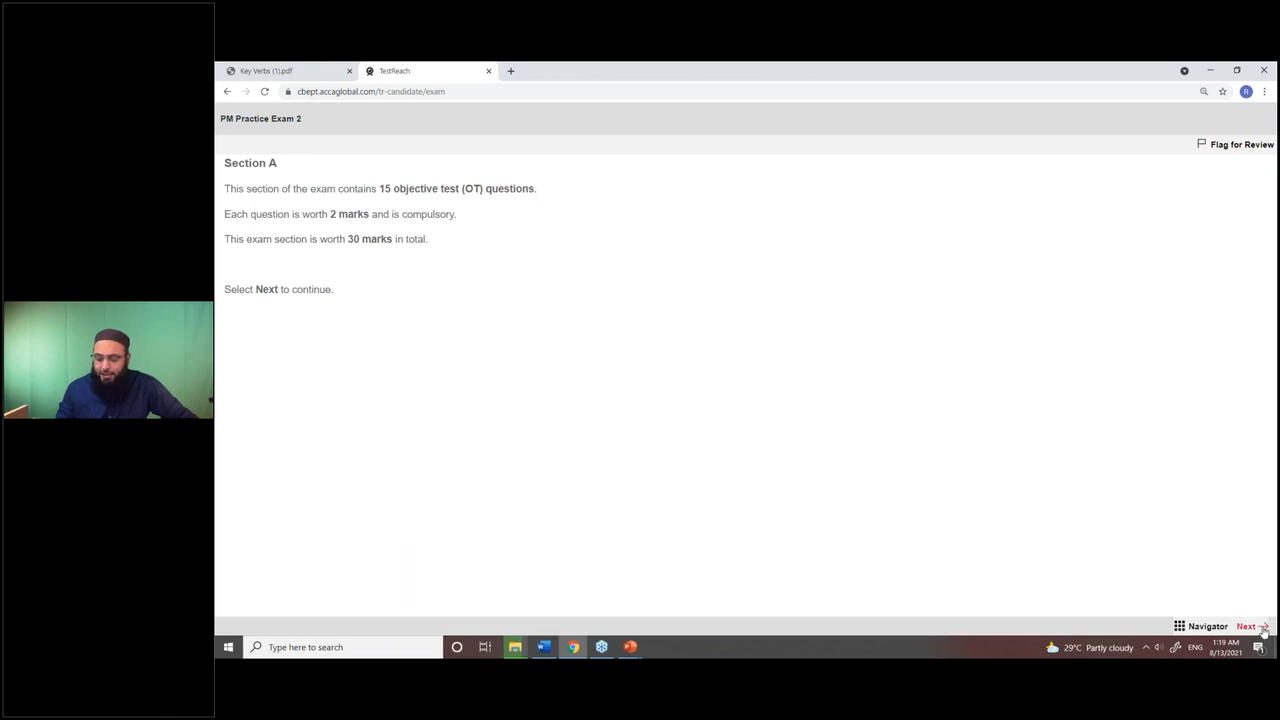 Key Verbs (1).pdf
TestReach
cbept.accaglobal.com/tr-candidate/exam
R
PM Practice Exam 2
Flag for Review
Section A
This section of the exam contains 15 objective test (OT) questions.
Each question is worth 2 marks and is compulsory.
This exam section is worth 30 marks in total.
Select Next to continue.
Navigator
Next
Type here to search
29°C Partly cloudy
ENG
1:19 AM
8/13/2021